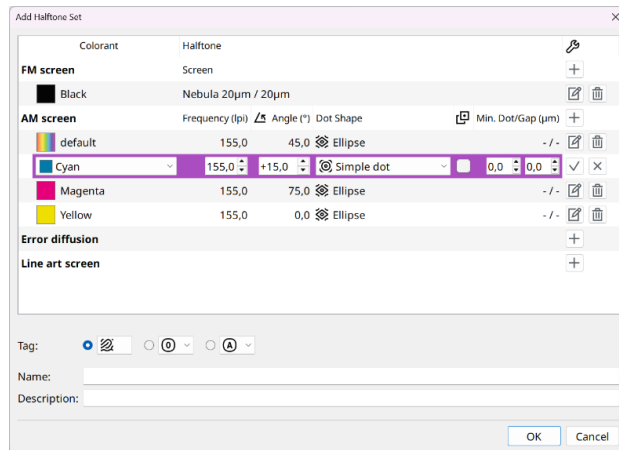 Add Halftone Set
Colorant Halftone
FM screen Screen
Black Nebula 20µm / 20µm
AM screen Frequency (lpi) Angle (°) Dot Shape Min. Dot/Gap (µm)
default 155,0 45,0 Ellipse - / -
Cyan 155,0 +15,0 Simple dot 0,0 0,0
Magenta 155,0 75,0 Ellipse - / -
Yellow 155,0 0,0 Ellipse - / -
Error diffusion
Line art screen
Tag: 0 A
Name:
Description:
OK Cancel